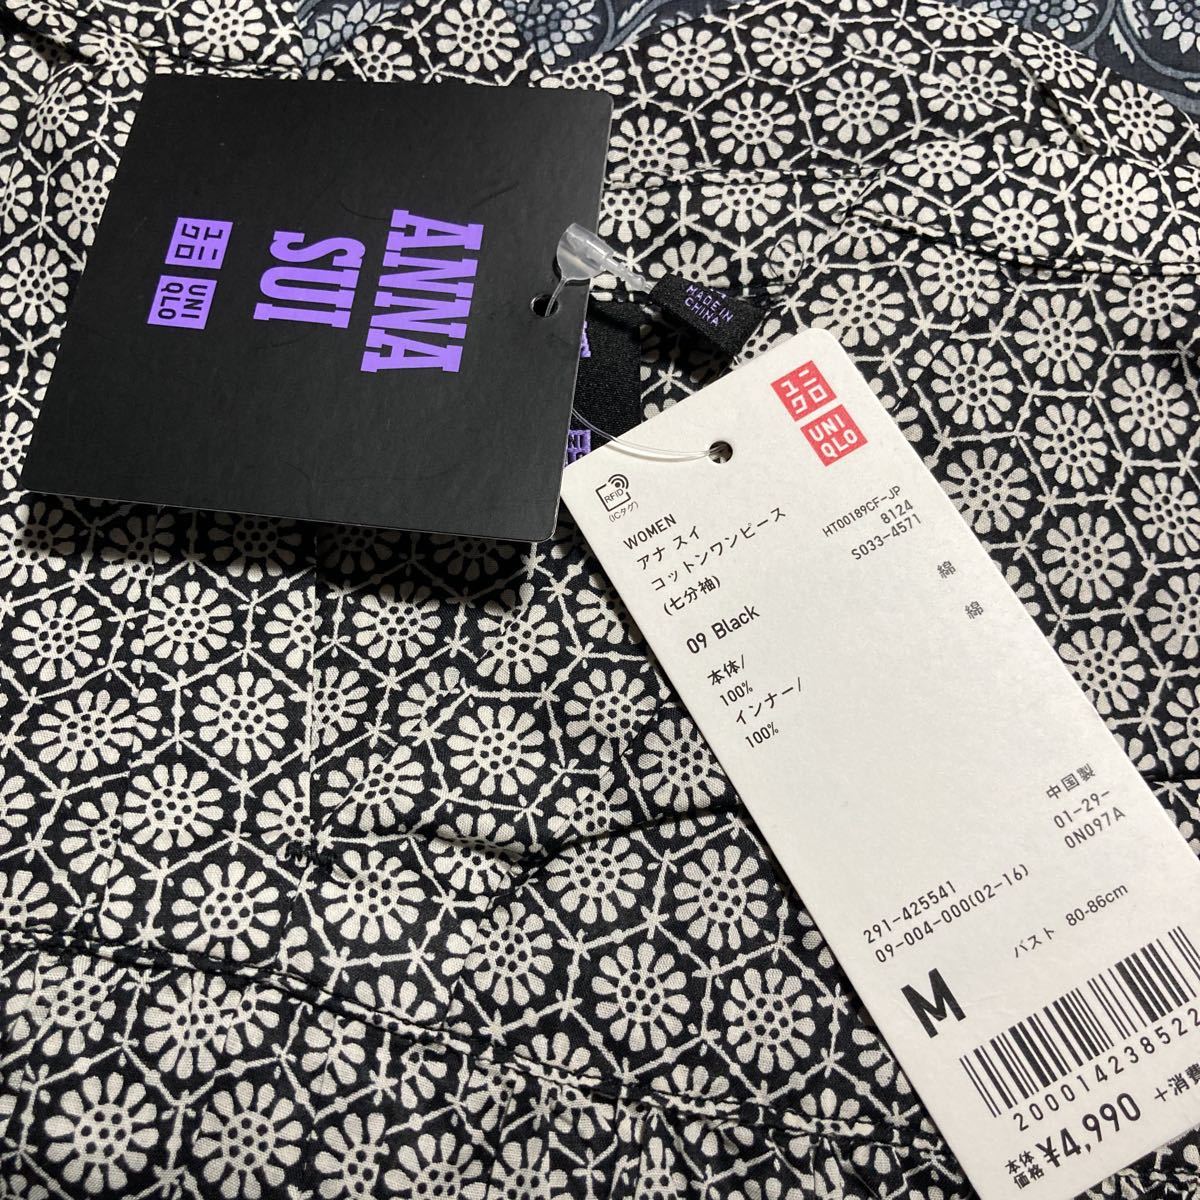 ANNA
SUI
ユニ
クロ
UNI
QLO
MADE IN
CHINA
ユニ
クロ
UNI
QLO
RFID
(ICタグ)
HT00189CF-JP
8124
S033-4571
WOMEN
アナ スイ
コットンワンピース
(七分袖)
09 Black
本体/
100%
綿
インナー/
100%
綿
中国製
01-29-
0N097A
291-425541
09-004-000(02-16)
M
バスト 80-86cm
200014238522
本体
価格
¥4,990
+消費